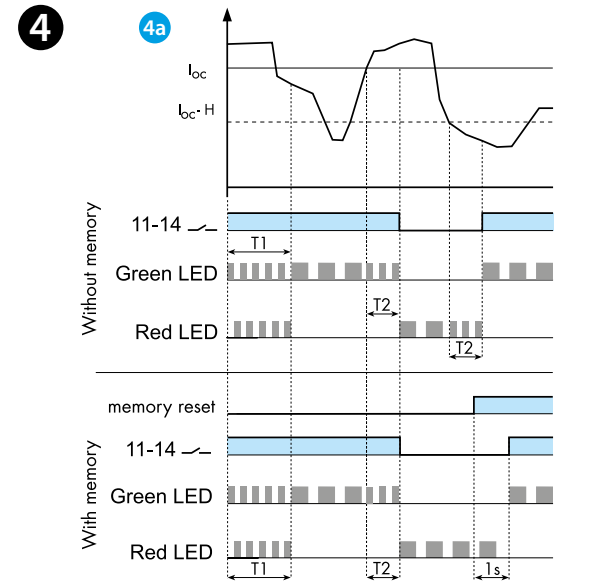 4
4a
Ioc
Ioc- H
Without memory
11-14
T1
Green LED
T2
Red LED
T2
With memory
memory reset
11-14
Green LED
Red LED
T1
T2
1s